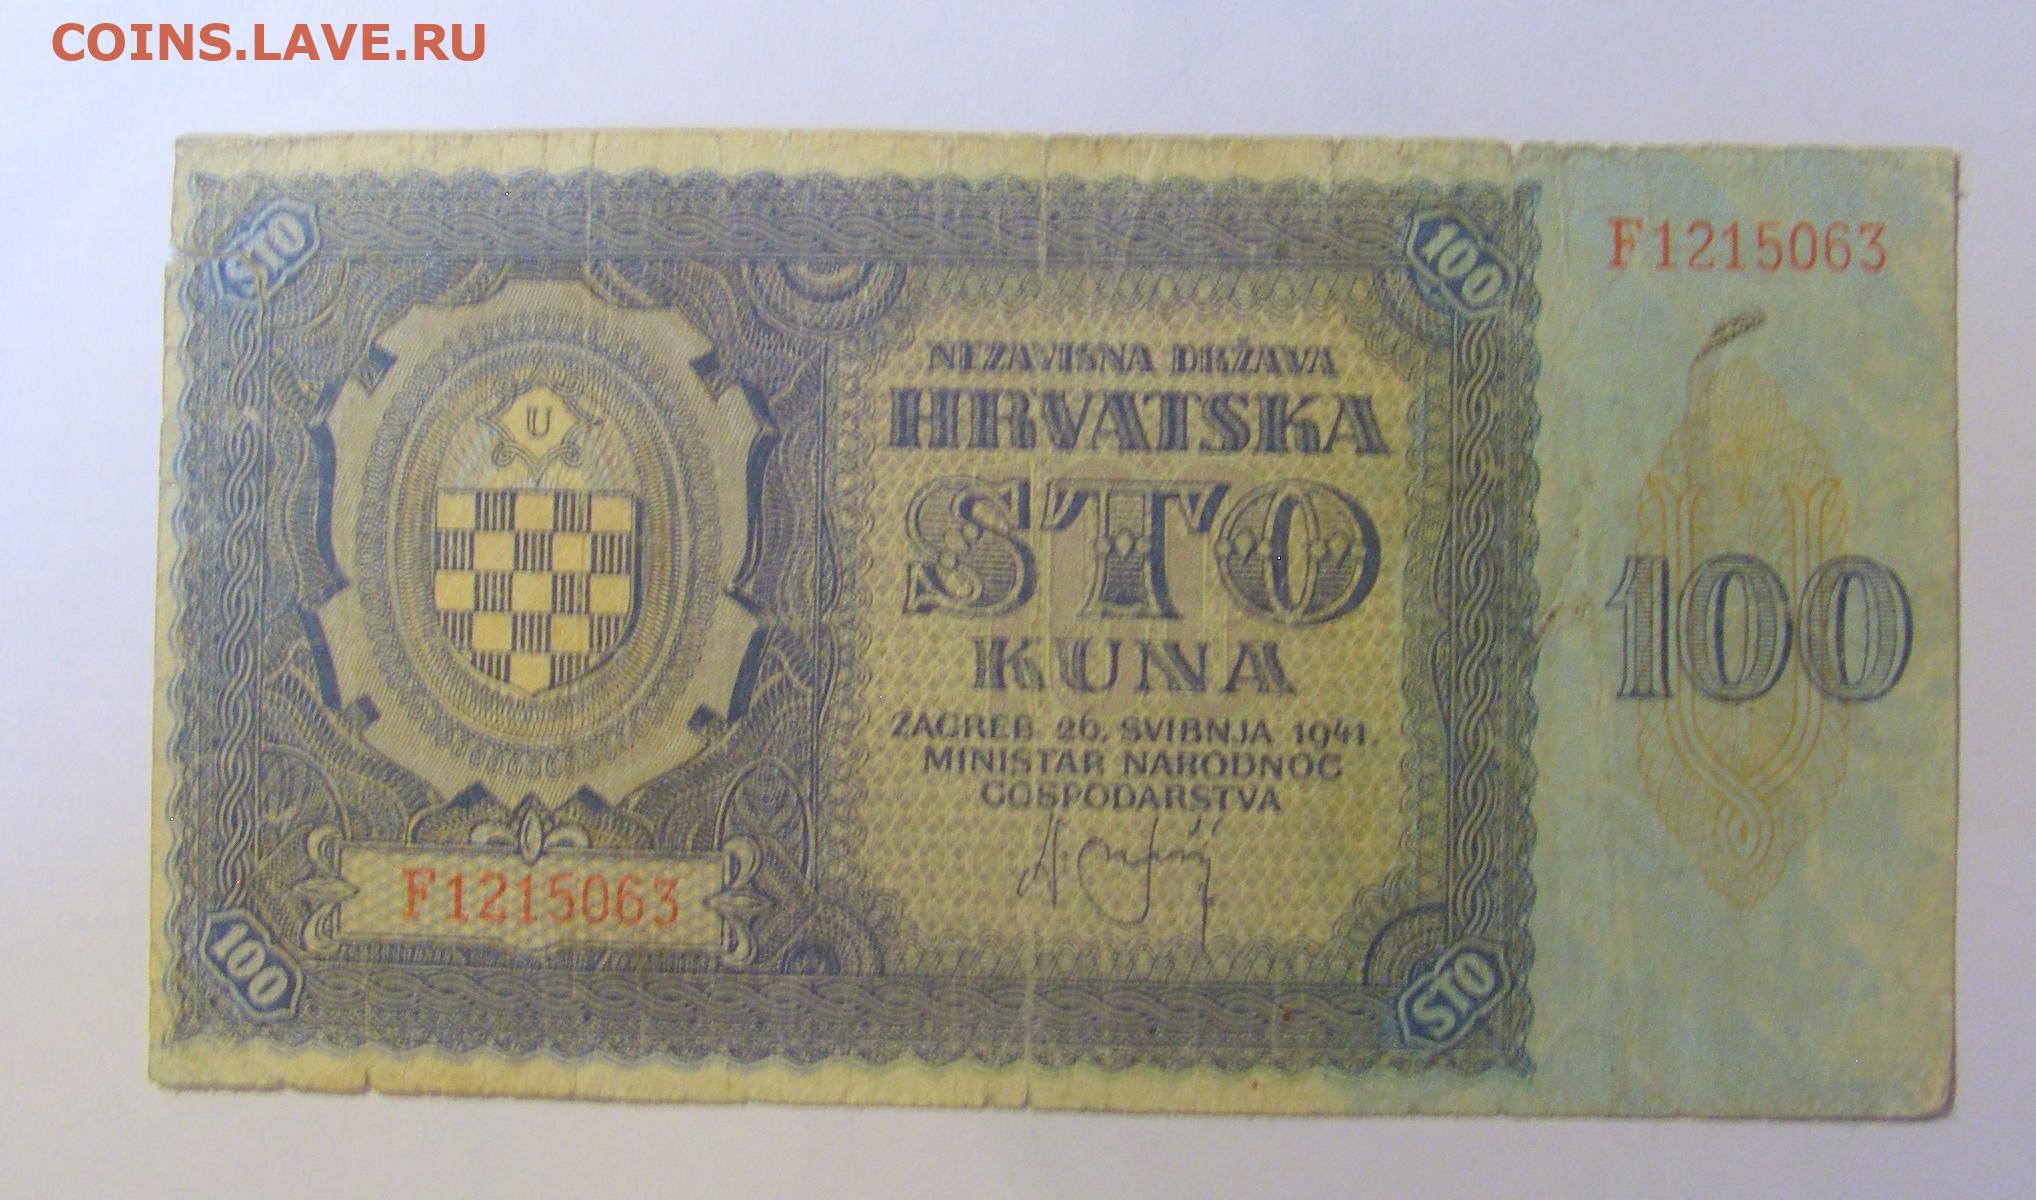 COINS.LAVE.RU
STO
100
F1215063
U
NEZAVISNA DRŽAVA
HRVATSKA
STO
KUNA
100
ZAGREB 26. SVIBNJA 1941.
MINISTAR NARODNOG
GOSPODARSTVA
F1215063
100
STO